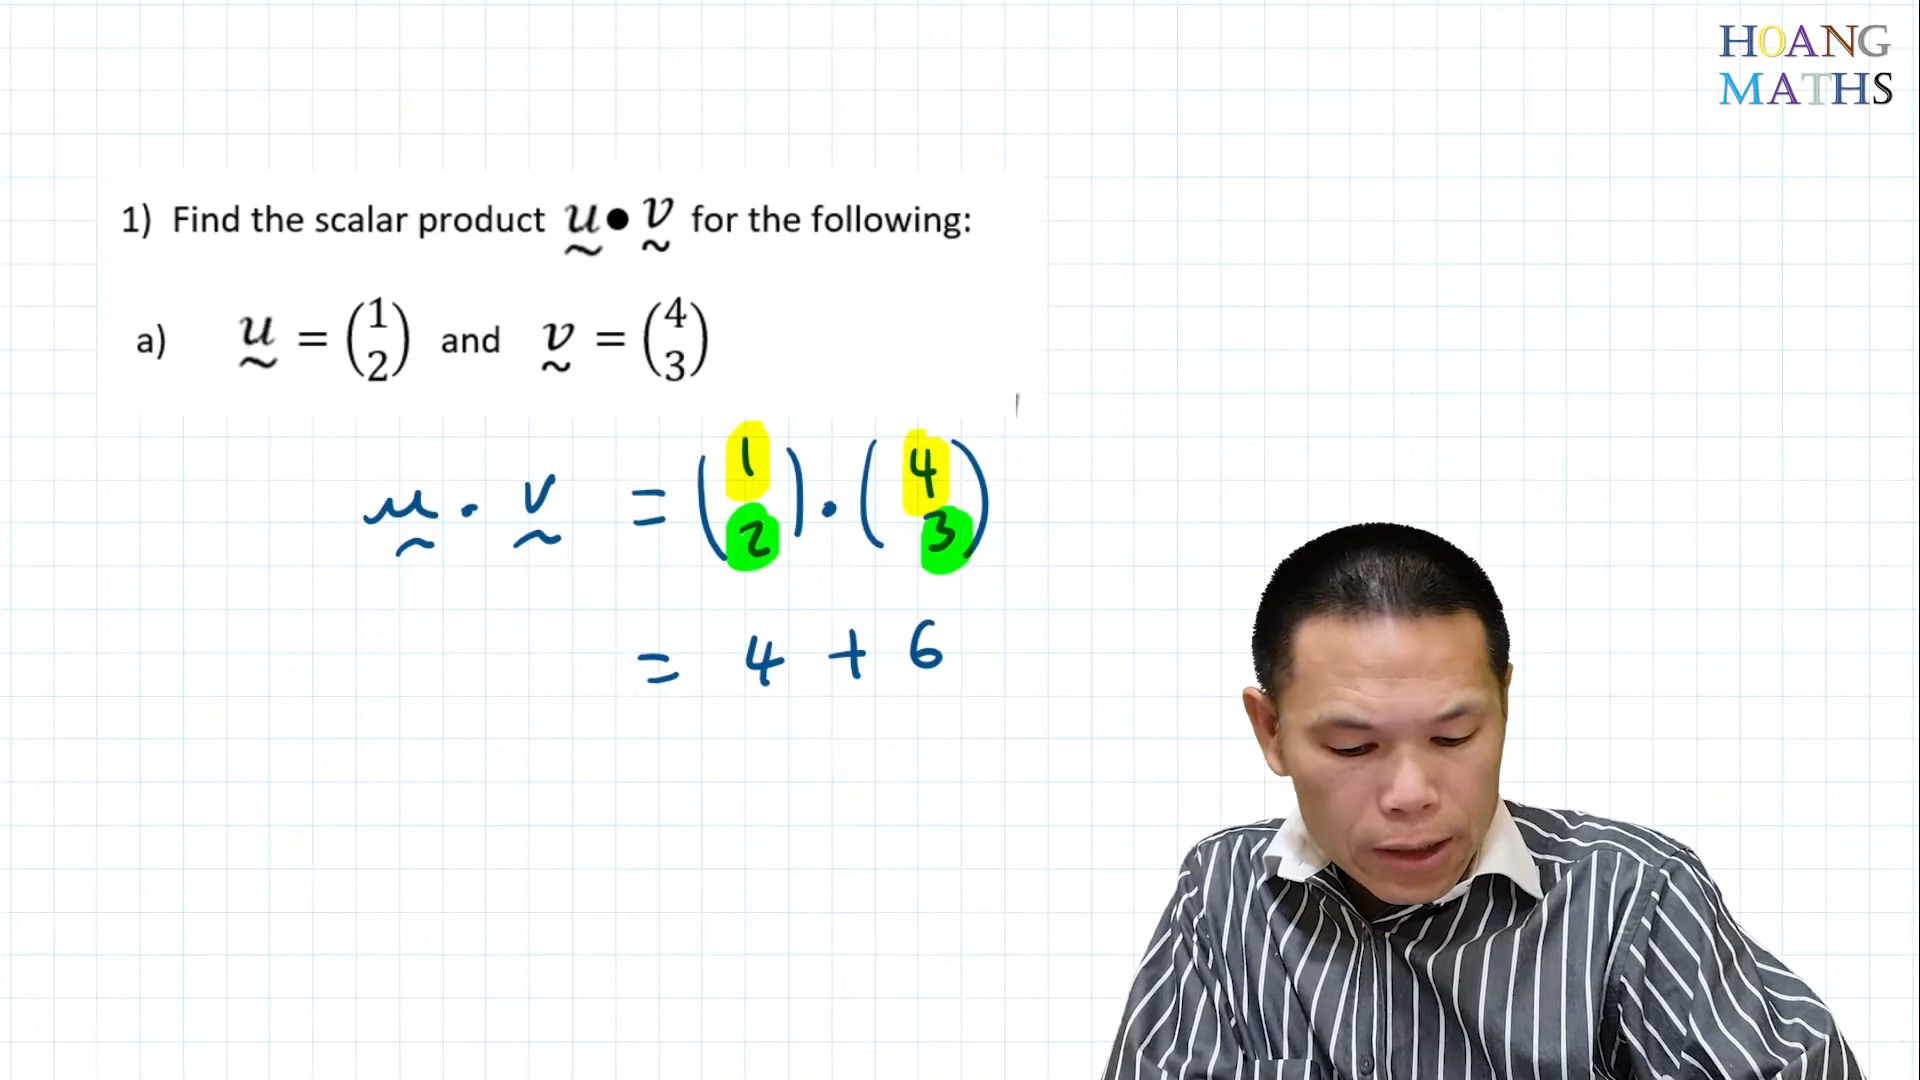 HOANG
MATHS
1) Find the scalar product u • v for the following:
a) u = (1 2) and v = (4 3)
u · v = (1 2) · (4 3)
= 4 + 6